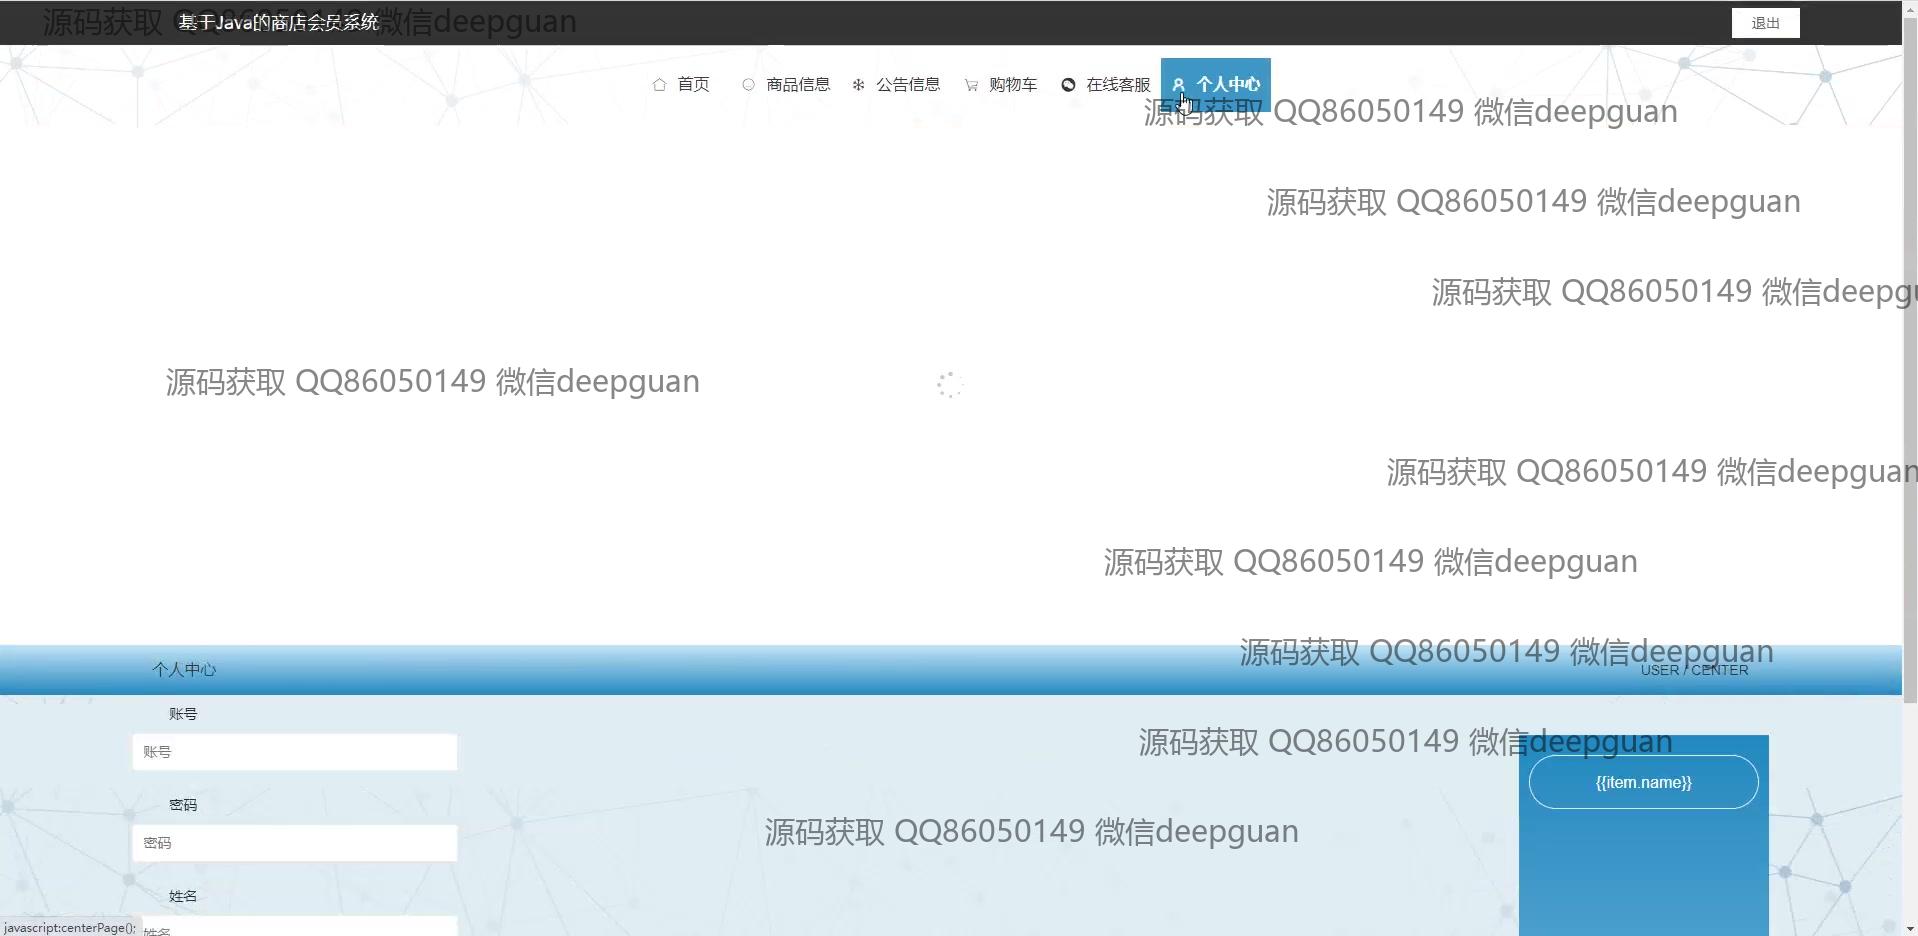 源码获取 QQ86050149 微信deepguan
基于Java的商店会员系统
退出
首页
商品信息
公告信息
购物车
在线客服
个人中心
源码获取 QQ86050149 微信deepguan
源码获取 QQ86050149 微信deepguan
源码获取 QQ86050149 微信deepgu
源码获取 QQ86050149 微信deepguan
源码获取 QQ86050149 微信deepguan
源码获取 QQ86050149 微信deepguan
源码获取 QQ86050149 微信deepguan
个人中心
USER / CENTER
账号
源码获取 QQ86050149 微信deepguan
账号
{{item.name}}
密码
源码获取 QQ86050149 微信deepguan
密码
姓名
姓名
javascript:centerPage();